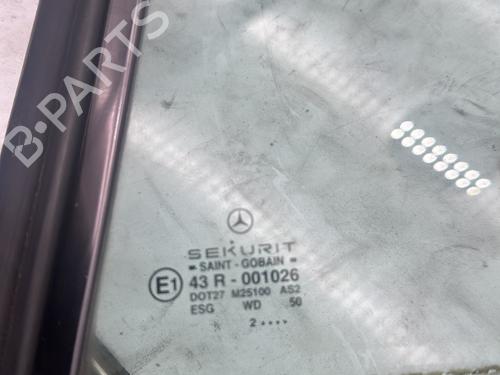 B-PARTS
SEKURIT
SAINT - GOBAIN
E1 43 R - 001026
DOT27 M25100 AS2
ESG WD 50
2 ••••